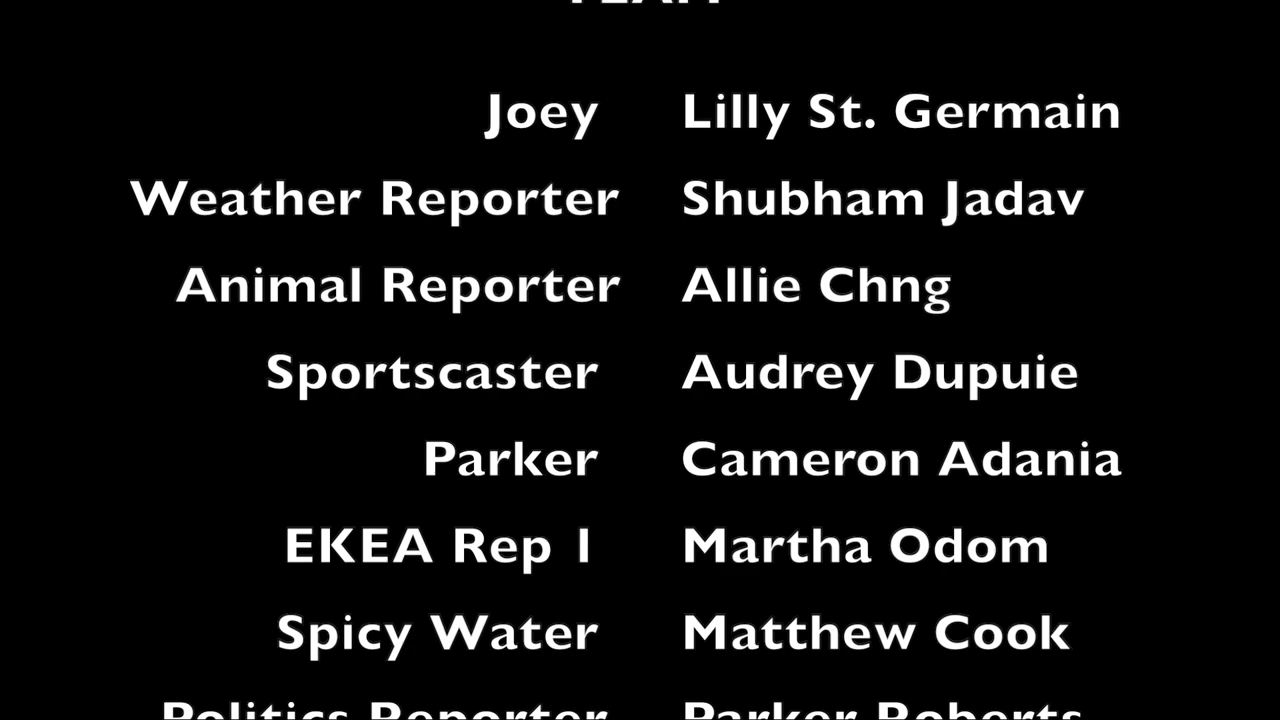 TEAM
Joey Lilly St. Germain
Weather Reporter Shubham Jadav
Animal Reporter Allie Chng
Sportscaster Audrey Dupuie
Parker Cameron Adania
EKEA Rep 1 Martha Odom
Spicy Water Matthew Cook
Politics Reporter Parker Roberts